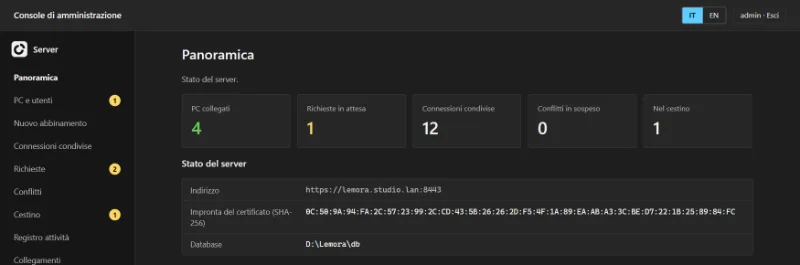 Console di amministrazione
IT EN
admin · Esci
Server
Panoramica
PC e utenti 1
Nuovo abbinamento
Connessioni condivise
Richieste 2
Conflitti
Cestino 1
Registro attività
Collegamenti
Panoramica
Stato del server.
PC collegati
4
Richieste in attesa
1
Connessioni condivise
12
Conflitti in sospeso
0
Nel cestino
1
Stato del server
Indirizzo https://lemora.studio.lan:8443
Impronta del certificato (SHA-
256) 0C:50:9A:94:FA:2C:57:23:99:2C:CD:43:5B:26:26:2D:F5:4F:1A:89:EA:AB:A3:3C:BE:D7:22:1B:25:89:84:FC
Database D:\Lemora\db